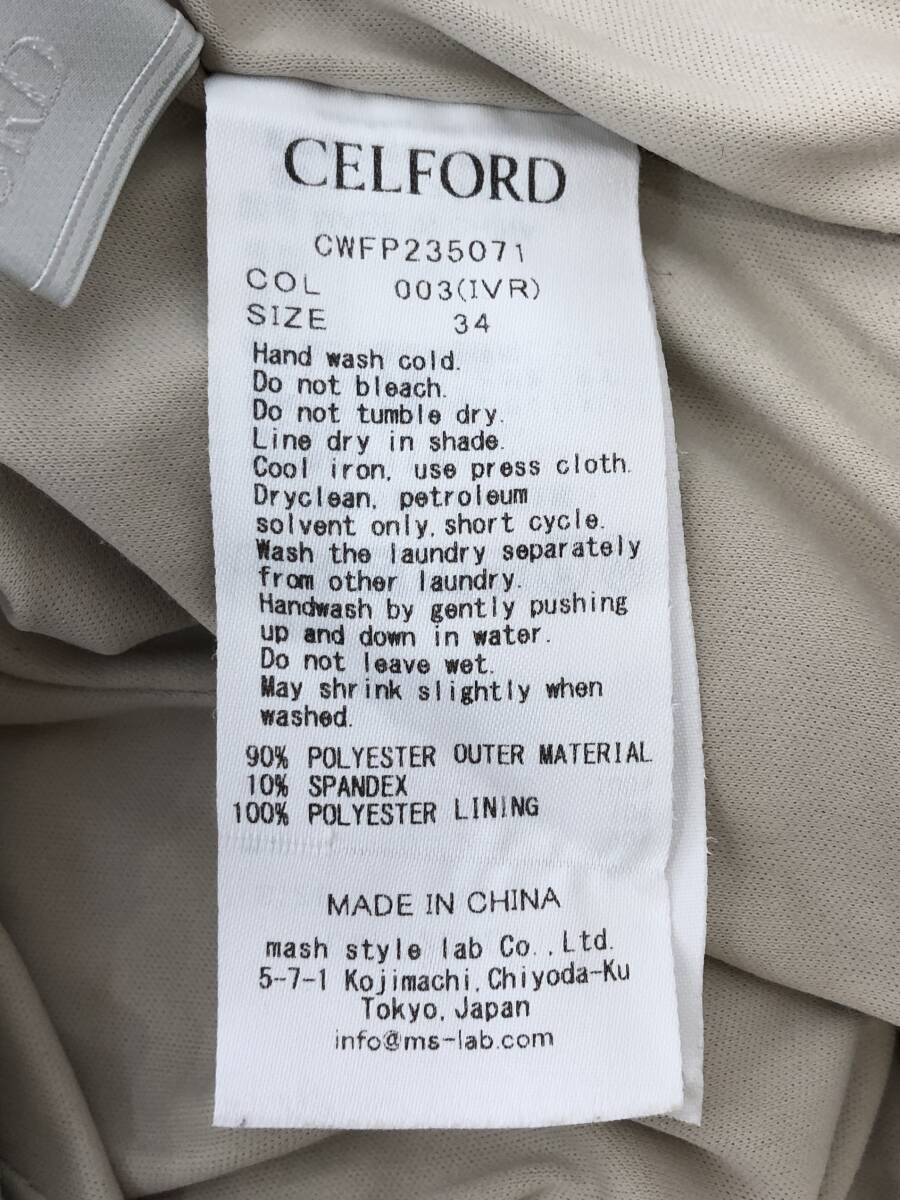 CELFORD
CWFP235071
COL 003(IVR)
SIZE 34
Hand wash cold.
Do not bleach.
Do not tumble dry.
Line dry in shade.
Cool iron, use press cloth.
Dryclean, petroleum
solvent only, short cycle.
Wash the laundry separately
from other laundry.
Handwash by gently pushing
up and down in water.
Do not leave wet.
May shrink slightly when
washed.
90% POLYESTER OUTER MATERIAL
10% SPANDEX
100% POLYESTER LINING
MADE IN CHINA
mash style lab Co.,Ltd.
5-7-1 Kojimachi, Chiyoda-Ku
Tokyo, Japan
info@ms-lab.com